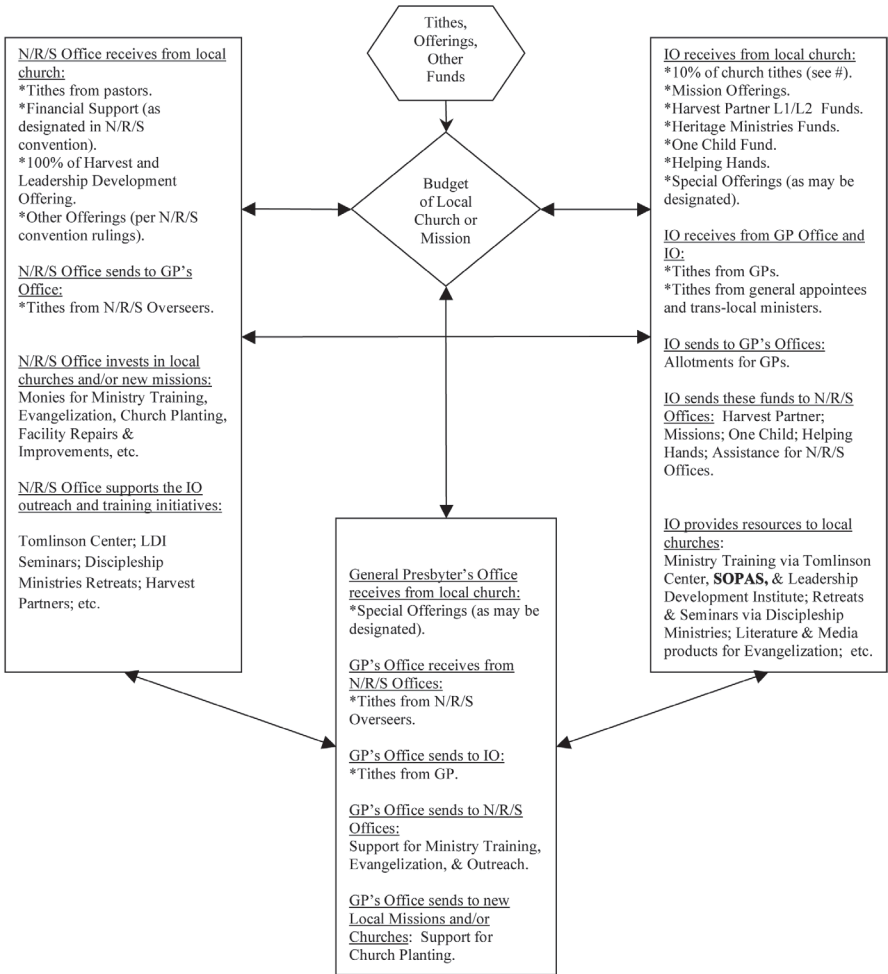 Tithes,
Offerings,
Other
Funds
Budget
of Local
Church or
Mission
N/R/S Office receives from local
church:
*Tithes from pastors.
*Financial Support (as
designated in N/R/S
convention).
*100% of Harvest and
Leadership Development
Offering.
*Other Offerings (per N/R/S
convention rulings).
N/R/S Office sends to GP's
Office:
*Tithes from N/R/S Overseers.
N/R/S Office invests in local
churches and/or new missions:
Monies for Ministry Training,
Evangelization, Church Planting,
Facility Repairs &
Improvements, etc.
N/R/S Office supports the IO
outreach and training initiatives:
Tomlinson Center; LDI
Seminars; Discipleship
Ministries Retreats; Harvest
Partners; etc.
IO receives from local church:
*10% of church tithes (see #).
*Mission Offerings.
*Harvest Partner L1/L2 Funds.
*Heritage Ministries Funds.
*One Child Fund.
*Helping Hands.
*Special Offerings (as may be
designated).
IO receives from GP Office and
IO:
*Tithes from GPs.
*Tithes from general appointees
and trans-local ministers.
IO sends to GP's Offices:
Allotments for GPs.
IO sends these funds to N/R/S
Offices: Harvest Partner;
Missions; One Child; Helping
Hands; Assistance for N/R/S
Offices.
IO provides resources to local
churches:
Ministry Training via Tomlinson
Center, SOPAS, & Leadership
Development Institute; Retreats
& Seminars via Discipleship
Ministries; Literature & Media
products for Evangelization; etc.
General Presbyter's Office
receives from local church:
*Special Offerings (as may be
designated).
GP's Office receives from
N/R/S Offices:
*Tithes from N/R/S
Overseers.
GP's Office sends to IO:
*Tithes from GP.
GP's Office sends to N/R/S
Offices:
Support for Ministry Training,
Evangelization, & Outreach.
GP's Office sends to new
Local Missions and/or
Churches: Support for
Church Planting.